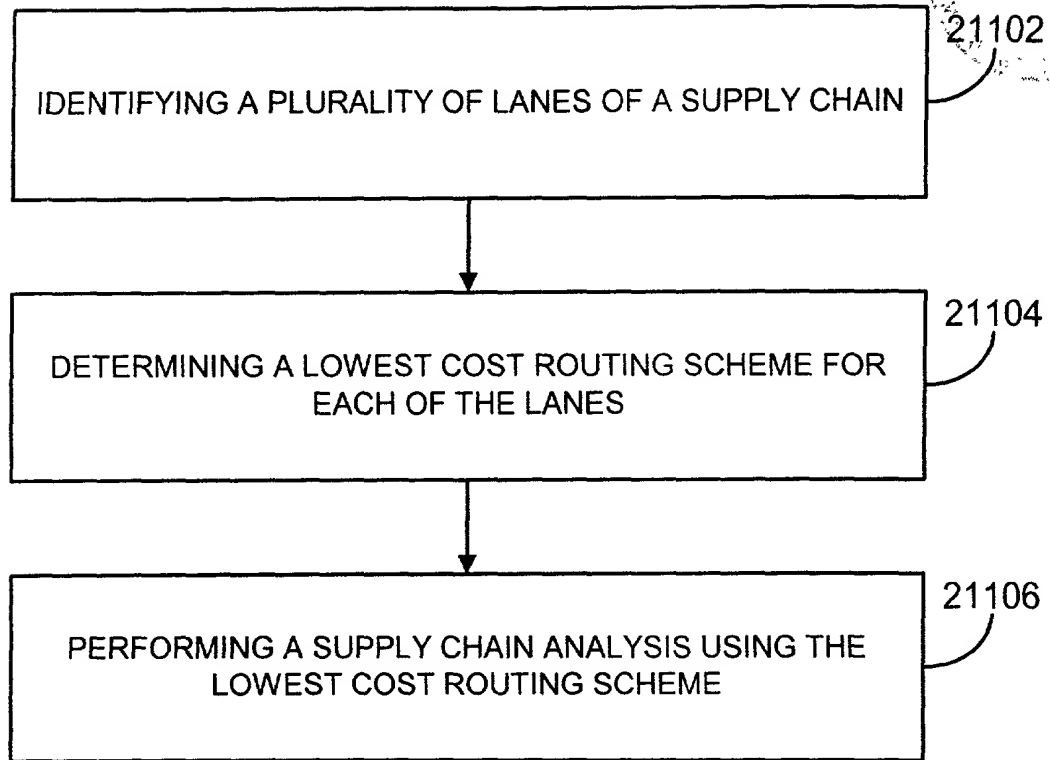 21102
IDENTIFYING A PLURALITY OF LANES OF A SUPPLY CHAIN
21104
DETERMINING A LOWEST COST ROUTING SCHEME FOR
EACH OF THE LANES
21106
PERFORMING A SUPPLY CHAIN ANALYSIS USING THE
LOWEST COST ROUTING SCHEME